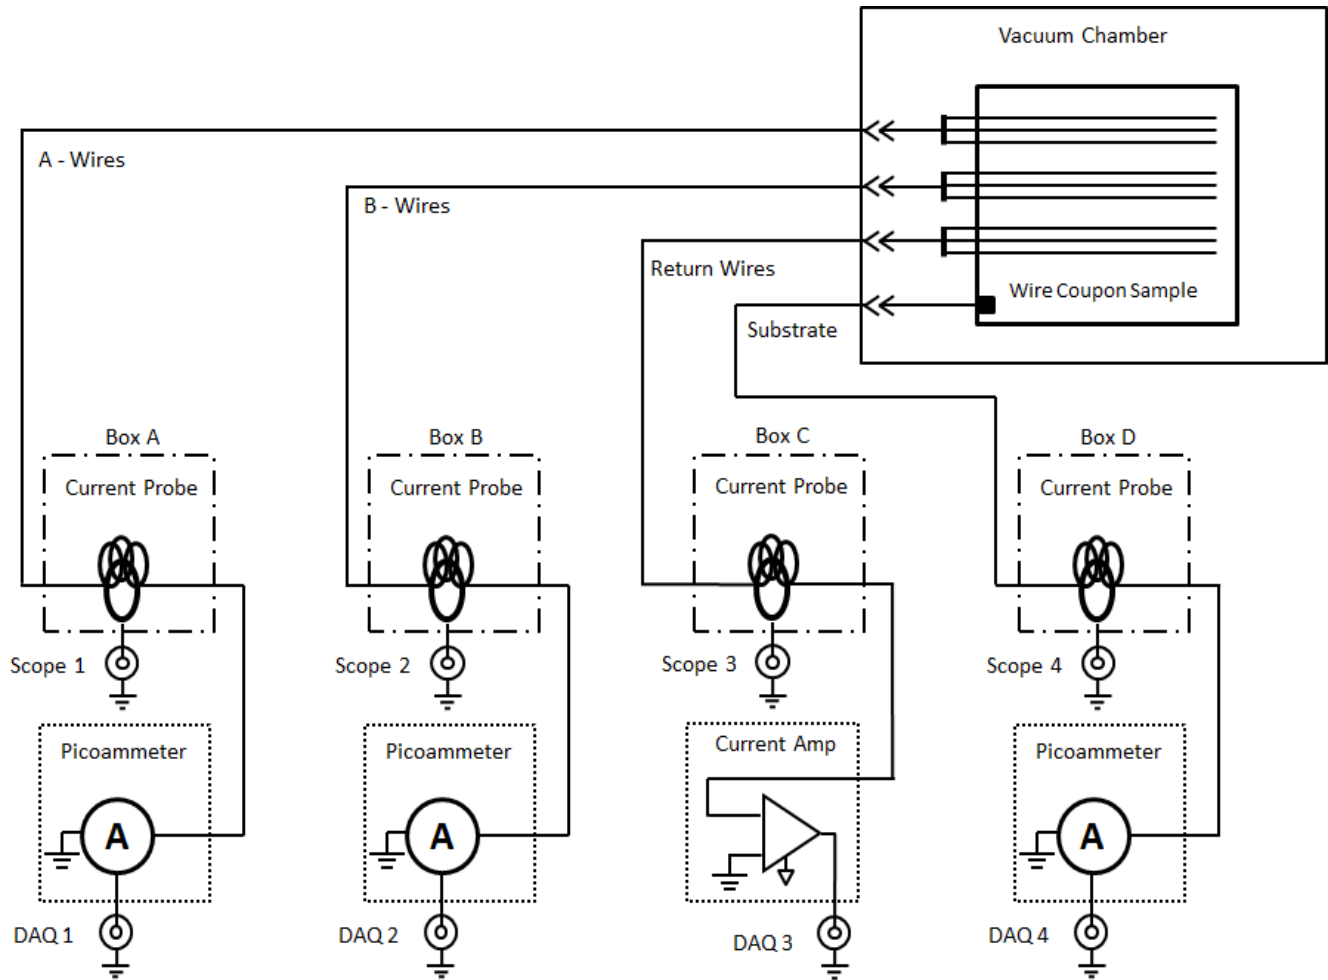 Vacuum Chamber
A - Wires
B - Wires
Return Wires
Wire Coupon Sample
Substrate
Box A
Box B
Box C
Box D
Current Probe
Current Probe
Current Probe
Current Probe
Scope 1
Scope 2
Scope 3
Scope 4
Picoammeter
Picoammeter
Current Amp
Picoammeter
A
A
A
DAQ 1
DAQ 2
DAQ 3
DAQ 4